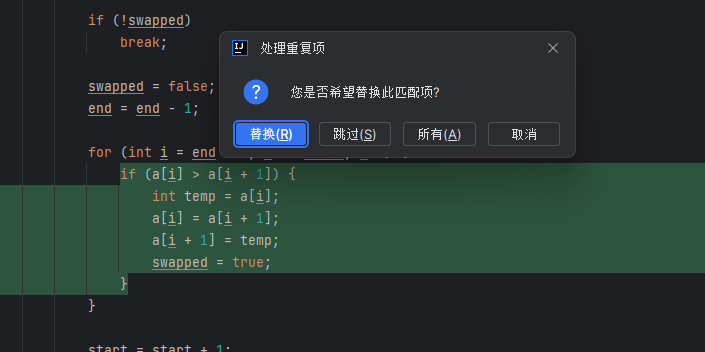 if (!swapped)
break;
swapped = false;
end = end - 1;
for (int i = end
IJ
处理重复项
?
您是否希望替换此匹配项?
替换(R)
跳过(S)
所有(A)
取消
if (a[i] > a[i + 1]) {
int temp = a[i];
a[i] = a[i + 1];
a[i + 1] = temp;
swapped = true;
}
}
start = start + 1;